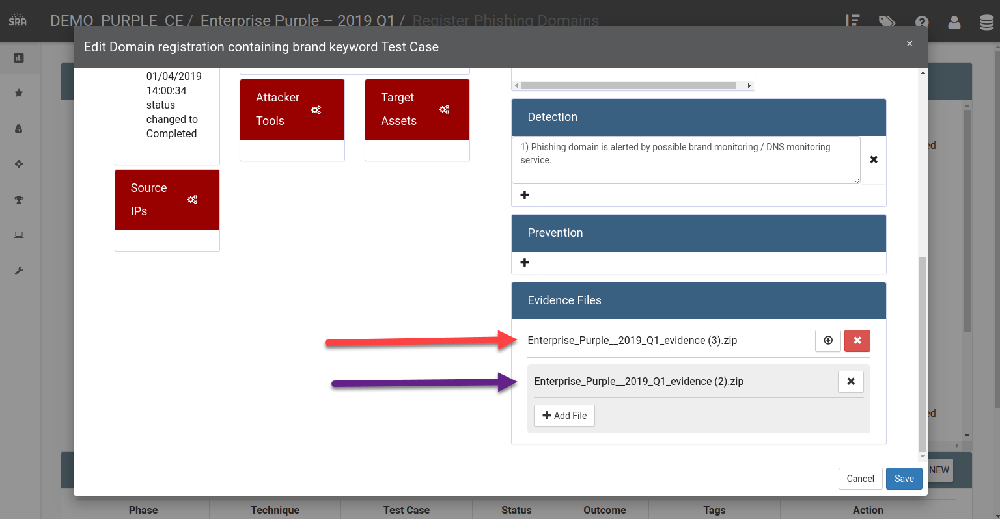 SRA
DEMO_PURPLE_CE / Enterprise Purple – 2019 Q1 / Register Phishing Domains
Edit Domain registration containing brand keyword Test Case
×
01/04/2019
14:00:34
status
changed to
Completed
Attacker
Tools
Target
Assets
Source
IPs
Detection
1) Phishing domain is alerted by possible brand monitoring / DNS monitoring
service.
Prevention
Evidence Files
Enterprise_Purple__2019_Q1_evidence (3).zip
Enterprise_Purple__2019_Q1_evidence (2).zip
Add File
ed
ed
Cancel
Save
NEW
Phase
Technique
Test Case
Status
Outcome
Tags
Action